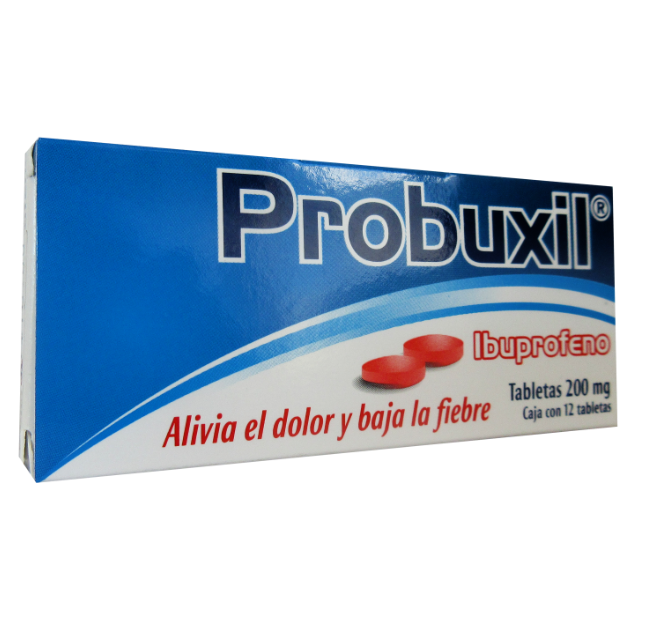 Probuxil®
Ibuprofeno
Tabletas 200 mg
Caja con 12 tabletas
Alivia el dolor y baja la fiebre